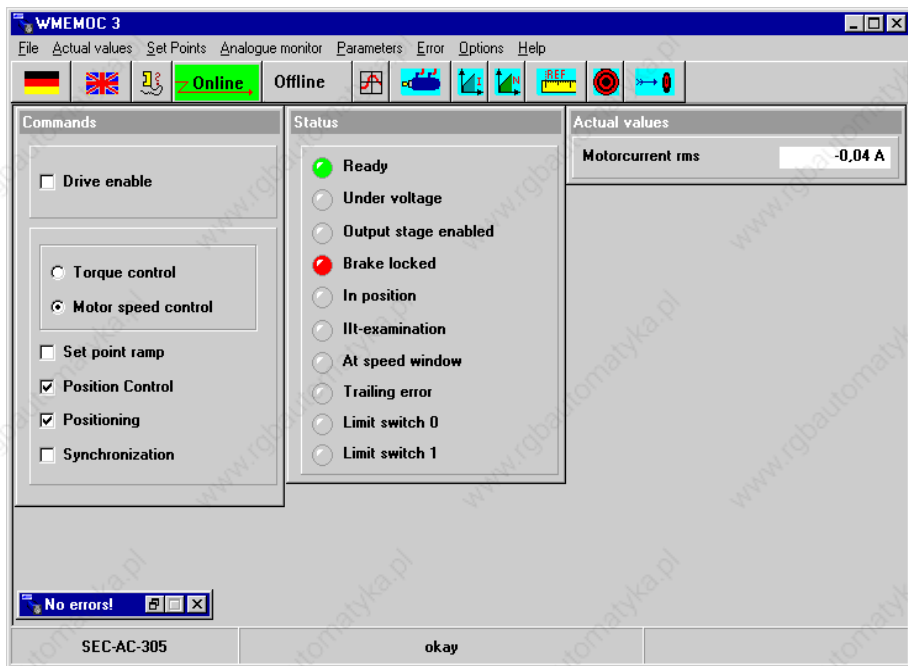 WMEMOC 3
File Actual values Set Points Analogue monitor Parameters Error Options Help
Online Offline I N REF
Commands
Drive enable
Torque control
Motor speed control
Set point ramp
Position Control
Positioning
Synchronization
Status
Ready
Under voltage
Output stage enabled
Brake locked
In position
IIt-examination
At speed window
Trailing error
Limit switch 0
Limit switch 1
Actual values
Motorcurrent rms -0,04 A
No errors!
SEC-AC-305 okay
www.rgbautomatyka.pl